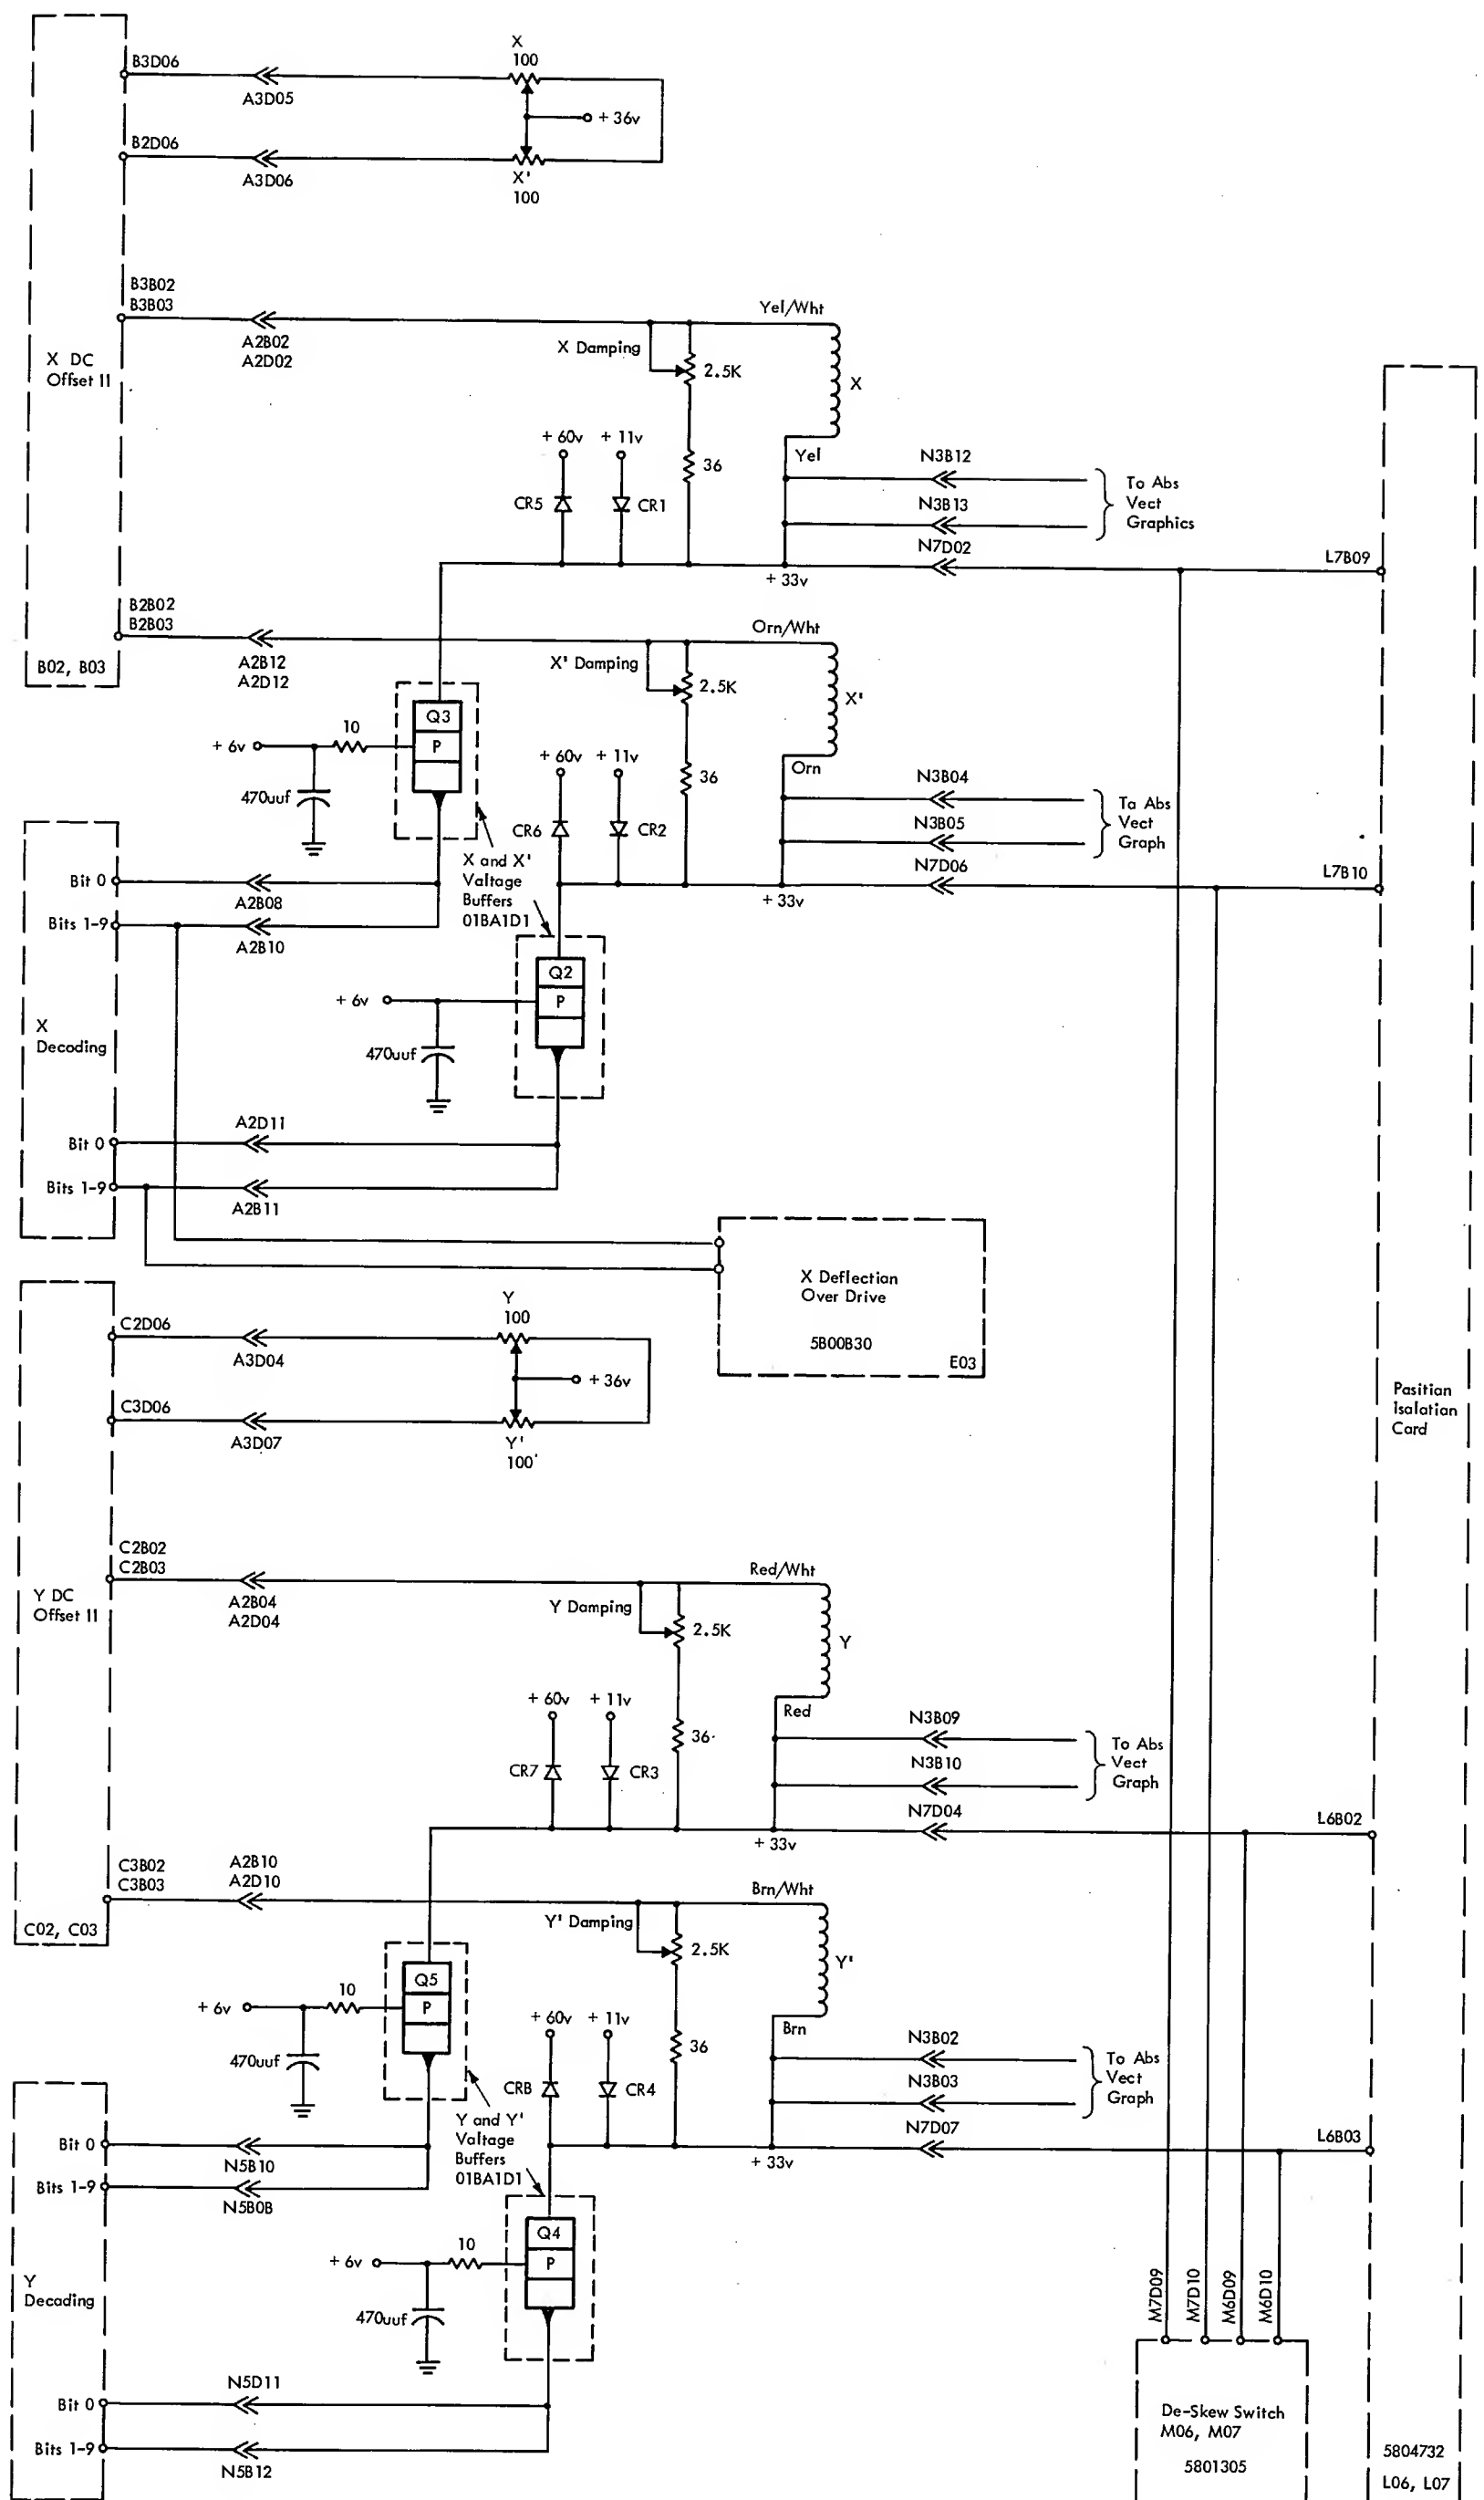 B3D06
A3D05
X
100
+ 36v
B2D06
A3D06
X'
100
B3B02
B3B03
A2B02
A2D02
X DC
Offset II
X Damping
Yel/Wht
2.5K
X
36
+ 60v
+ 11v
CR5
CR1
Yel
N3B12
N3B13
To Abs
Vect
Graphics
N7D02
+ 33v
L7B09
B2B02
B2B03
A2B12
A2D12
B02, B03
X' Damping
Orn/Wht
2.5K
X'
36
+ 6v
10
Q3
P
470uuf
+ 60v
+ 11v
CR6
CR2
Orn
N3B04
N3B05
Ta Abs
Vect
Graph
N7D06
+ 33v
L7B10
X and X'
Valtage
Buffers
01BA1D1
Bit 0
A2B08
Bits 1-9
A2B10
Q2
P
+ 6v
470uuf
X
Decoding
Bit 0
A2D11
Bits 1-9
A2B11
X Deflection
Over Drive
5B00B30
E03
C2D06
A3D04
Y
100
+ 36v
C3D06
A3D07
Y'
100'
Pasitian
Isalatian
Card
C2B02
C2B03
A2B04
A2D04
Y DC
Offset II
Y Damping
Red/Wht
2.5K
Y
36
+ 60v
+ 11v
CR7
CR3
Red
N3B09
N3B10
To Abs
Vect
Graph
N7D04
+ 33v
L6B02
C3B02
C3B03
A2B10
A2D10
C02, C03
Y' Damping
Brn/Wht
2.5K
Y'
36
+ 6v
10
Q5
P
470uuf
+ 60v
+ 11v
CRB
CR4
Brn
N3B02
N3B03
To Abs
Vect
Graph
N7D07
+ 33v
L6B03
Y and Y'
Valtage
Buffers
01BA1D1
Bit 0
N5B10
Bits 1-9
N5B0B
+ 6v
10
Q4
P
470uuf
Y
Decading
Bit 0
N5D11
Bits 1-9
N5B12
M7D09
M7D10
M6D09
M6D10
De-Skew Switch
M06, M07
5801305
5804732
L06, L07